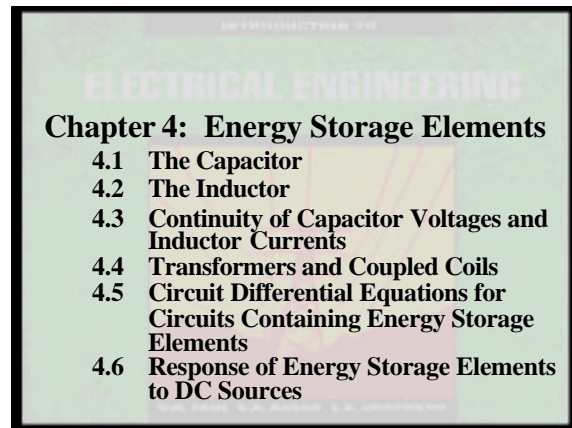 INTRODUCTION TO
ELECTRICAL ENGINEERING
Chapter 4: Energy Storage Elements
4.1 The Capacitor
4.2 The Inductor
4.3 Continuity of Capacitor Voltages and
Inductor Currents
4.4 Transformers and Coupled Coils
4.5 Circuit Differential Equations for
Circuits Containing Energy Storage
Elements
4.6 Response of Energy Storage Elements
to DC Sources